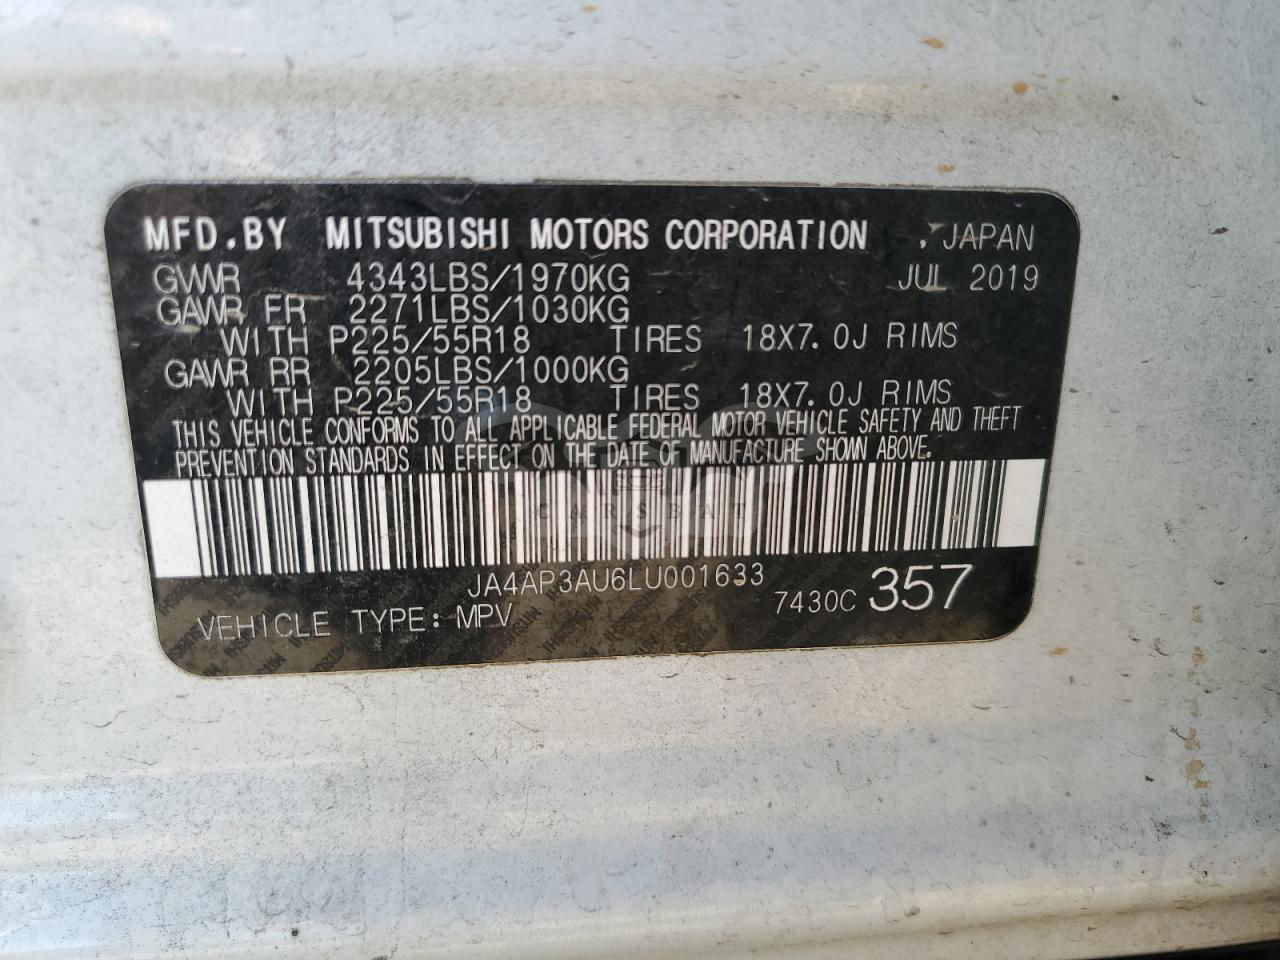 MFD.BY MITSUBISHI MOTORS CORPORATION , JAPAN
GVWR 4343LBS/1970KG JUL 2019
GAWR FR 2271LBS/1030KG
WITH P225/55R18 TIRES 18X7.0J RIMS
GAWR RR 2205LBS/1000KG
WITH P225/55R18 TIRES 18X7.0J RIMS
THIS VEHICLE CONFORMS TO ALL APPLICABLE FEDERAL MOTOR VEHICLE SAFETY AND THEFT
PREVENTION STANDARDS IN EFFECT ON THE DATE OF MANUFACTURE SHOWN ABOVE.
CARSBAT
JA4AP3AU6LU001633
VEHICLE TYPE: MPV 7430C 357